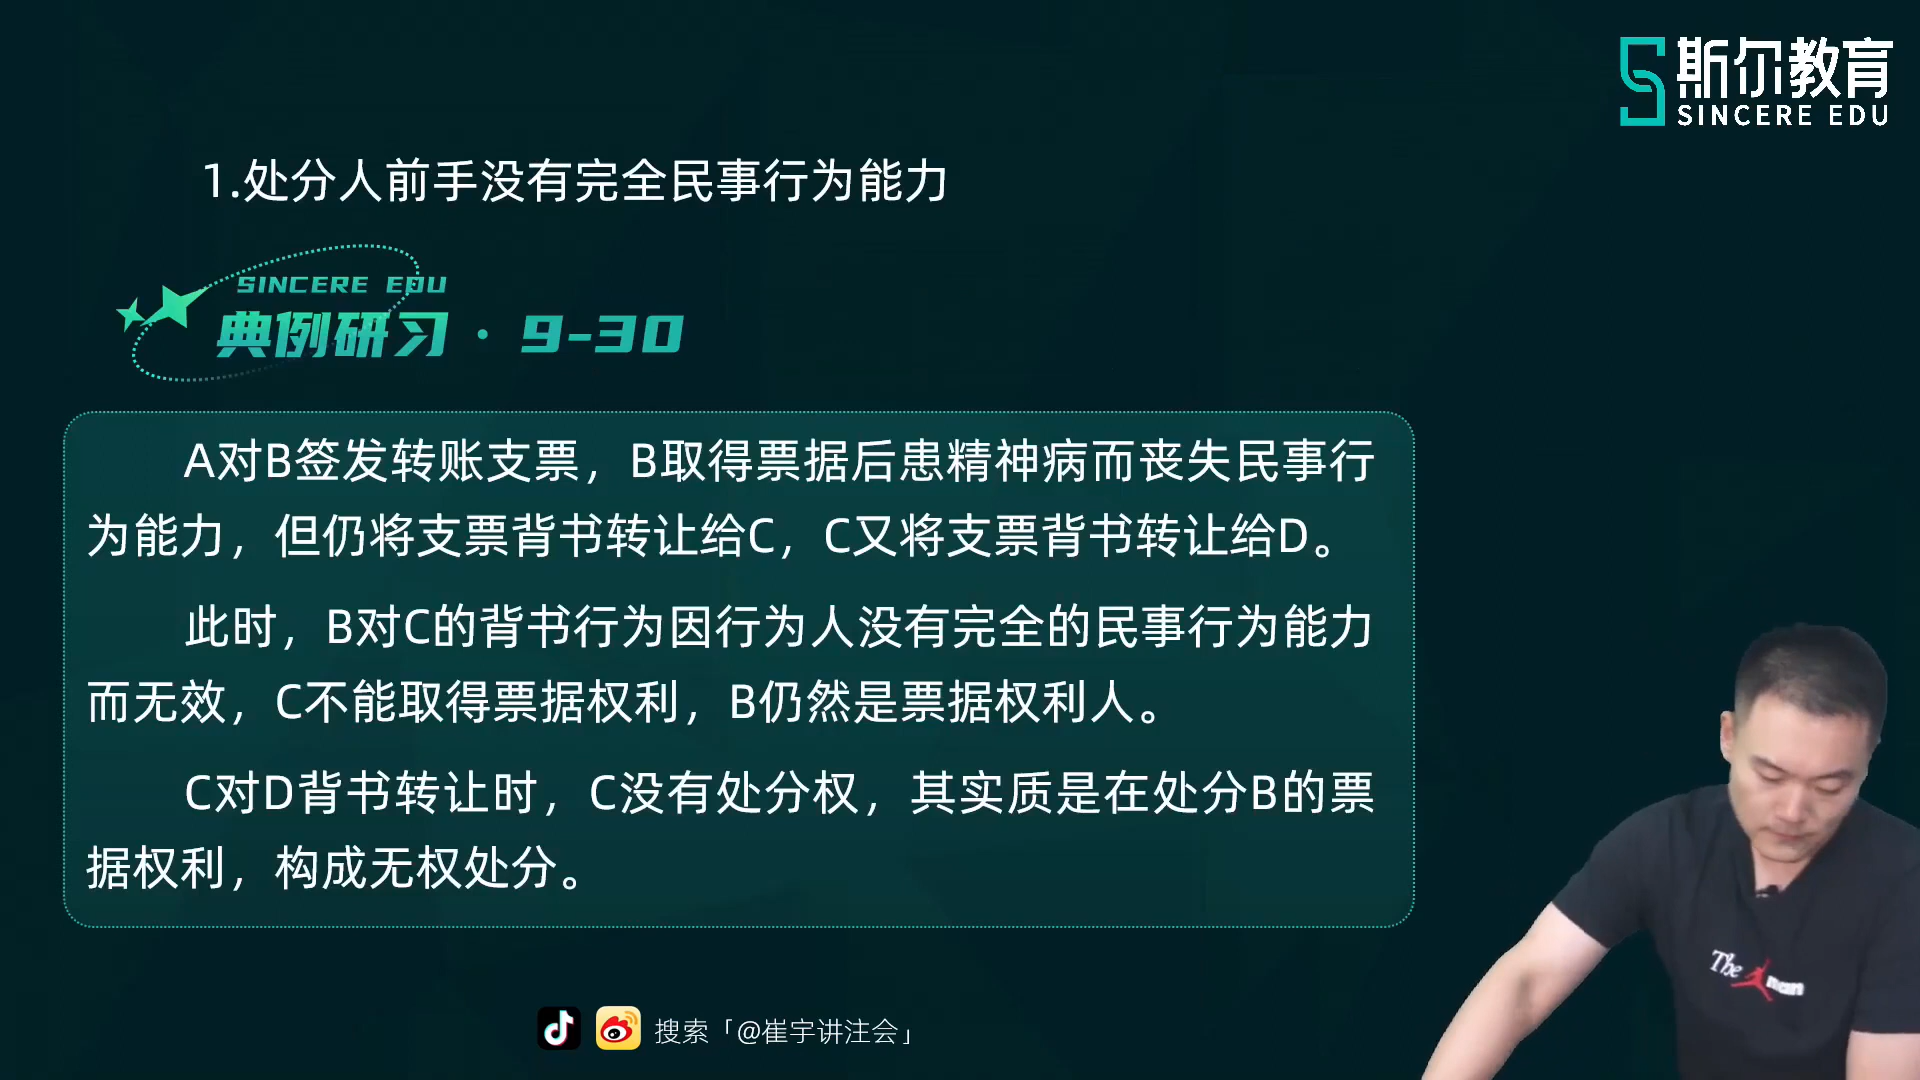 斯尔教育
SINCERE EDU
1.处分人前手没有完全民事行为能力
SINCERE EDU
典例研习·9-30
A对B签发转账支票，B取得票据后患精神病而丧失民事行
为能力，但仍将支票背书转让给C，C又将支票背书转让给D。
此时，B对C的背书行为因行为人没有完全的民事行为能力
而无效，C不能取得票据权利，B仍然是票据权利人。
C对D背书转让时，C没有处分权，其实质是在处分B的票
据权利，构成无权处分。
The man
搜索「@崔宇讲注会」